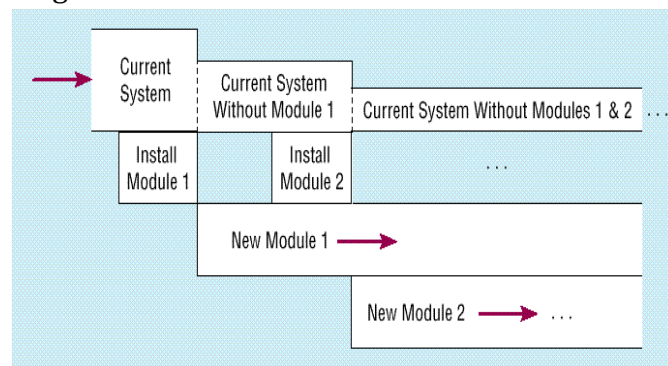 Current
System
Current System
Without Module 1
Current System Without Modules 1 & 2 ...
Install
Module 1
Install
Module 2
...
New Module 1
New Module 2 ...